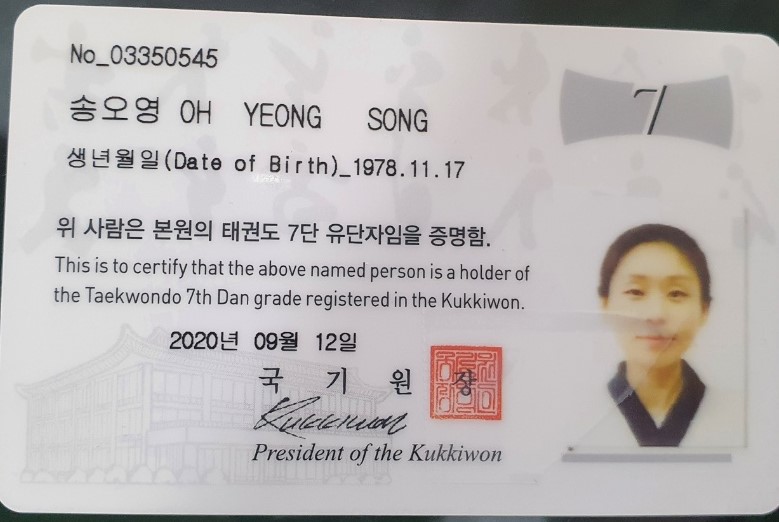 No_03350545
7
송오영 OH YEONG SONG
생년월일(Date of Birth)_1978.11.17
위 사람은 본원의 태권도 7단 유단자임을 증명함.
This is to certify that the above named person is a holder of
the Taekwondo 7th Dan grade registered in the Kukkiwon.
2020년 09월 12일
국 기 원 장
Kukkiwon
President of the Kukkiwon